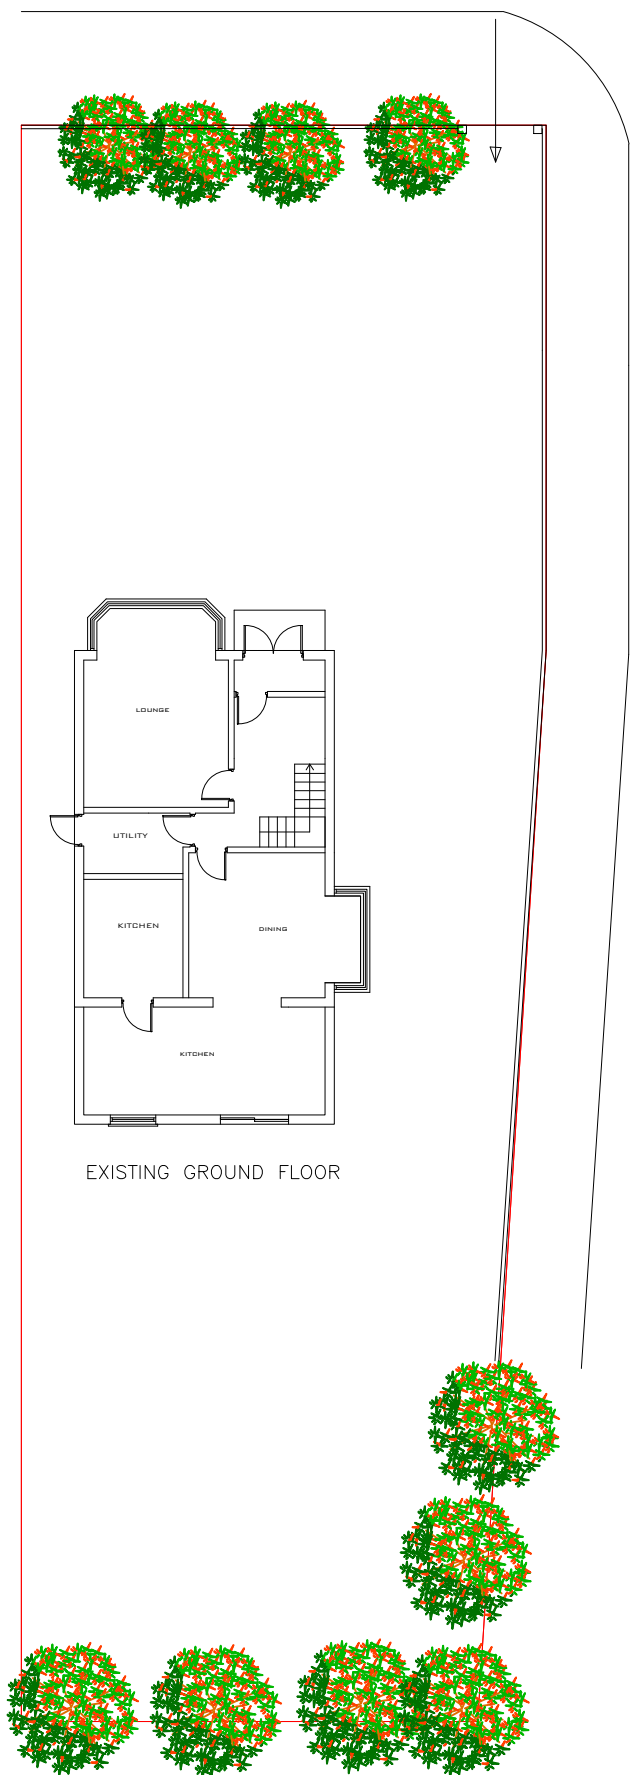 LOUNGE
UTILITY
KITCHEN
DINING
KITCHEN
EXISTING GROUND FLOOR